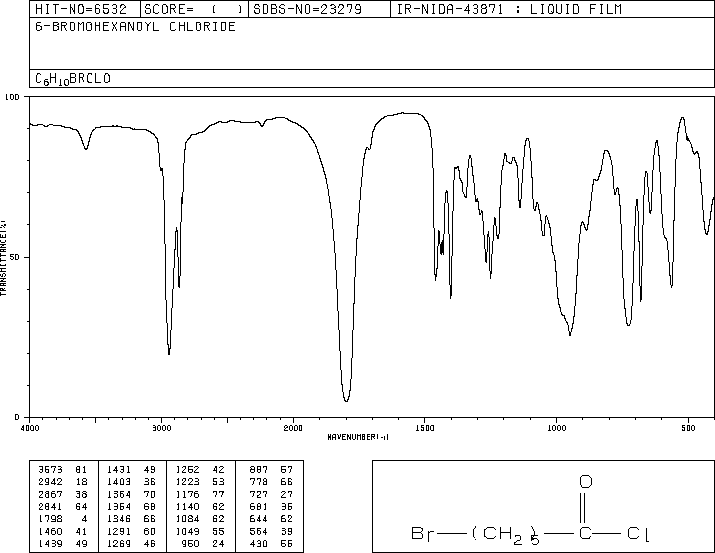 HIT-NO=6532 SCORE= ( ) SDBS-NO=23279 IR-NIDA-43871 : LIQUID FILM
6-BROMOHEXANOYL CHLORIDE
C6H10BRCLO
100
50
0
TRANSMITTANCE(%)
4000 3000 2000 1500 1000 500
WAVENUMBER(-1)
3573 81 1431 49 1252 42 887 57
2942 18 1403 36 1223 53 778 66
2867 38 1364 70 1176 77 727 27
2841 64 1354 68 1140 62 681 35
1798 4 1346 66 1084 62 644 62
1460 41 1291 60 1049 55 564 39
1439 49 1269 46 950 24 430 55
O
Br (CH2)5 C Cl